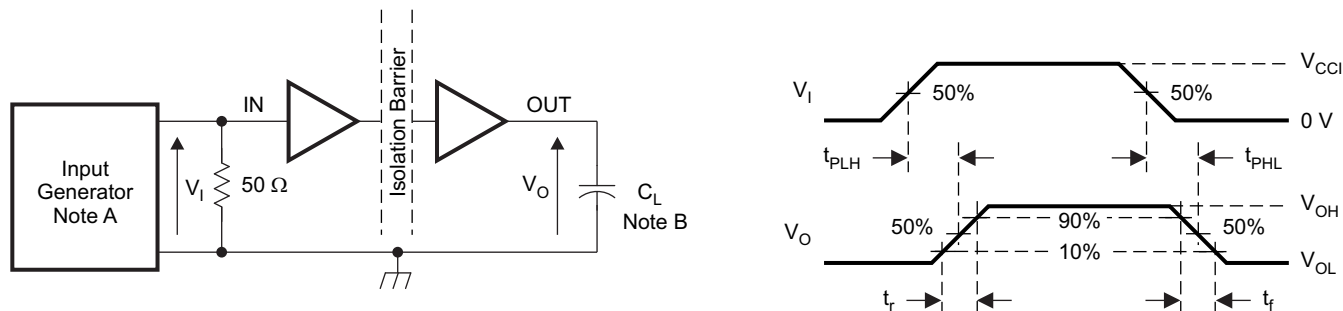 Input
Generator
Note A
V_I
50 Ω
IN
Isolation Barrier
OUT
V_O
C_L
Note B
V_I
50%
50%
V_CCI
0 V
t_PLH
t_PHL
V_O
50%
90%
10%
50%
V_OH
V_OL
t_r
t_f